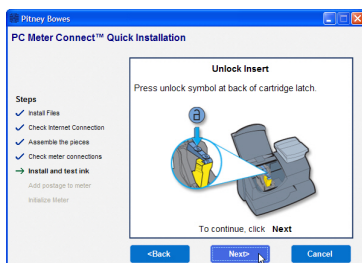 Pitney Bowes
PC Meter Connect™ Quick Installation
Unlock Insert
Press unlock symbol at back of cartridge latch.
Steps
Install Files
Check Internet Connection
Assemble the pieces
Check meter connections
Install and test ink
Add postage to meter
Initialize Meter
a
To continue, click Next
<Back
Next>
Cancel